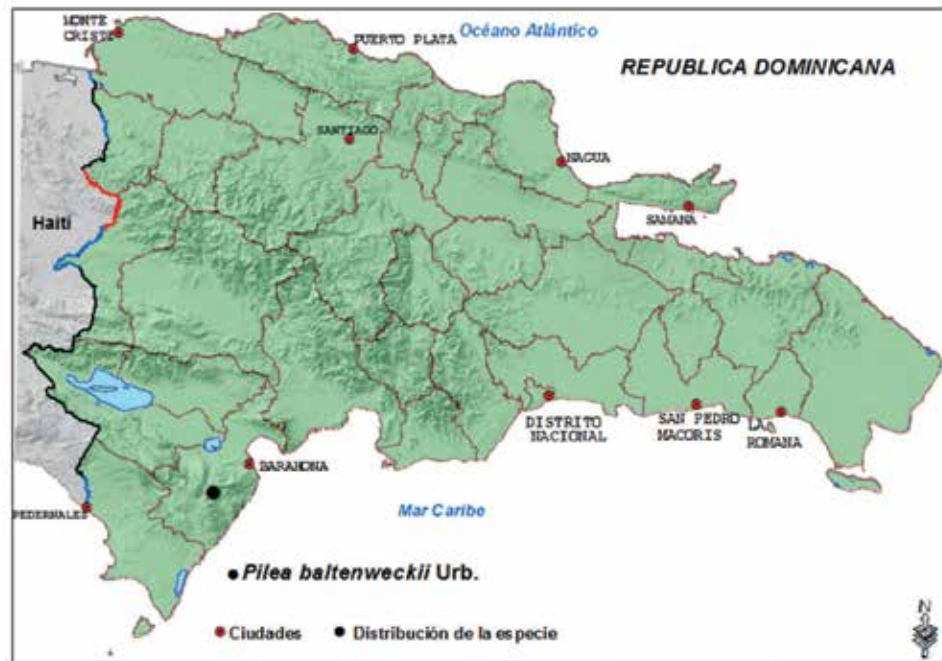 MONTE
CRISTI
PUERTO PLATA
Océano Atlántico
REPUBLICA DOMINICANA
SANTIAGO
NAGUA
SAMANA
Haití
DISTRITO
NACIONAL
SAN PEDRO
MACORIS
LA
ROMANA
BARAHONA
PEDERNALES
Mar Caribe
Pilea baltenweckii Urb.
Ciudades
Distribución de la especie
N